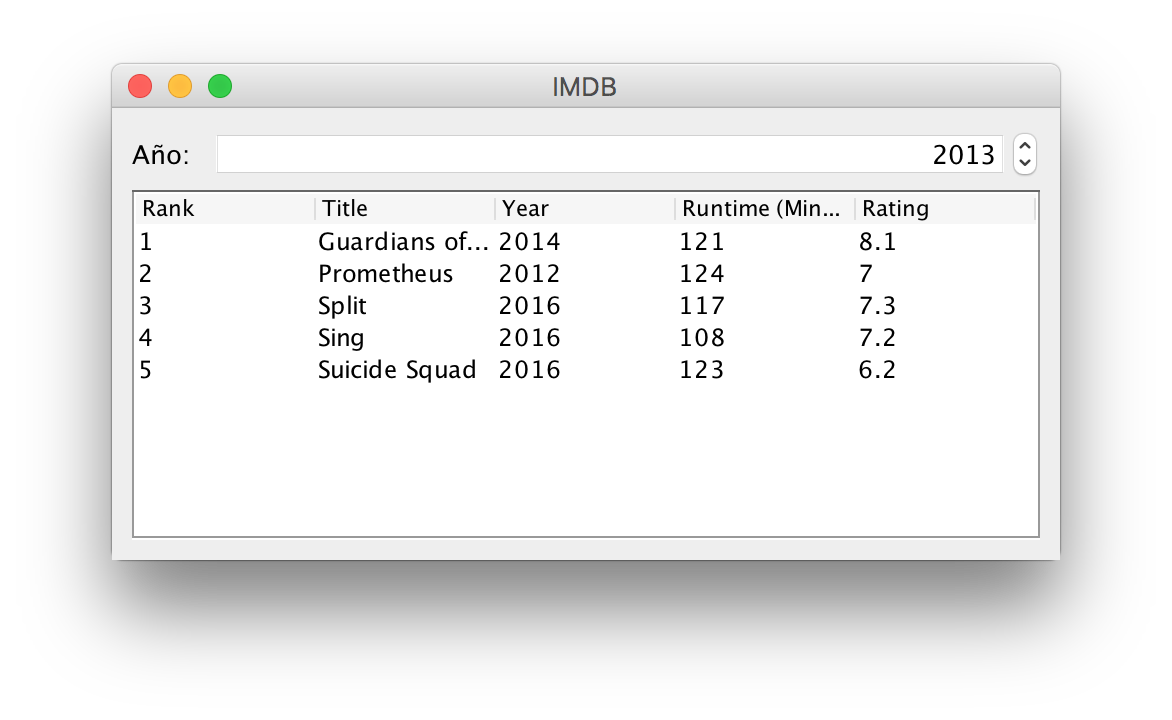 IMDB
Año: 2013
Rank Title Year Runtime (Min... Rating
1 Guardians of... 2014 121 8.1
2 Prometheus 2012 124 7
3 Split 2016 117 7.3
4 Sing 2016 108 7.2
5 Suicide Squad 2016 123 6.2